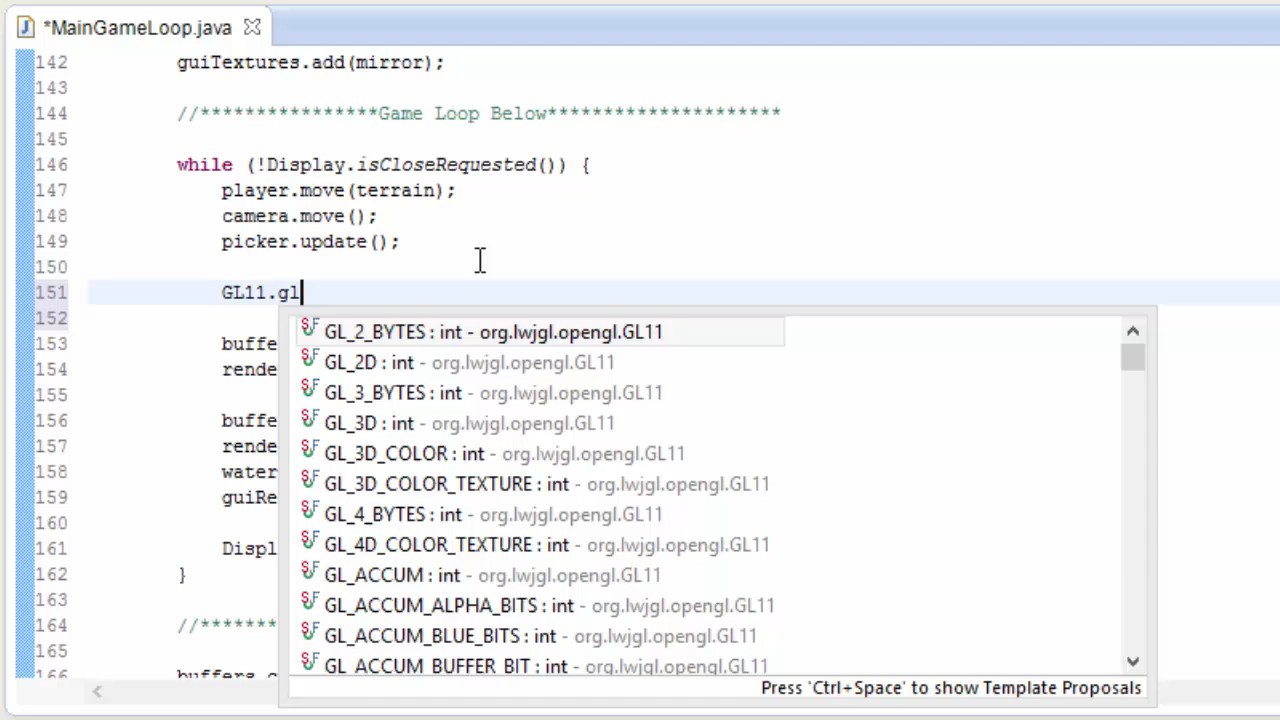 *MainGameLoop.java
142 guiTextures.add(mirror);
143
144 //****************Game Loop Below*********************
145
146 while (!Display.isCloseRequested()) {
147 player.move(terrain);
148 camera.move();
149 picker.update();
150
151 GL11.gl
152
153 buffe
154 rende
155
156 buffe
157 rende
158 water
159 guiRe
160
161 Displ
162 }
163
164 //*******
165
166 buffers.c
GL_2_BYTES : int - org.lwjgl.opengl.GL11
GL_2D : int - org.lwjgl.opengl.GL11
GL_3_BYTES : int - org.lwjgl.opengl.GL11
GL_3D : int - org.lwjgl.opengl.GL11
GL_3D_COLOR : int - org.lwjgl.opengl.GL11
GL_3D_COLOR_TEXTURE : int - org.lwjgl.opengl.GL11
GL_4_BYTES : int - org.lwjgl.opengl.GL11
GL_4D_COLOR_TEXTURE : int - org.lwjgl.opengl.GL11
GL_ACCUM : int - org.lwjgl.opengl.GL11
GL_ACCUM_ALPHA_BITS : int - org.lwjgl.opengl.GL11
GL_ACCUM_BLUE_BITS : int - org.lwjgl.opengl.GL11
GL_ACCUM_BUFFER_BIT : int - org.lwjgl.opengl.GL11
Press 'Ctrl+Space' to show Template Proposals